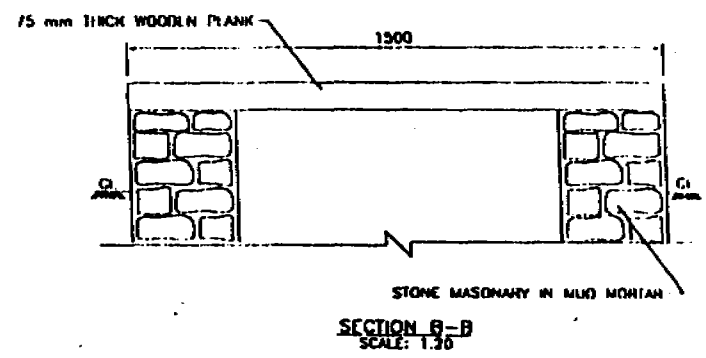 75 mm THICK WOODEN PLANK
1500
GL
GL
STONE MASONARY IN MUD MORTAR
SECTION B-B
SCALE: 1:20